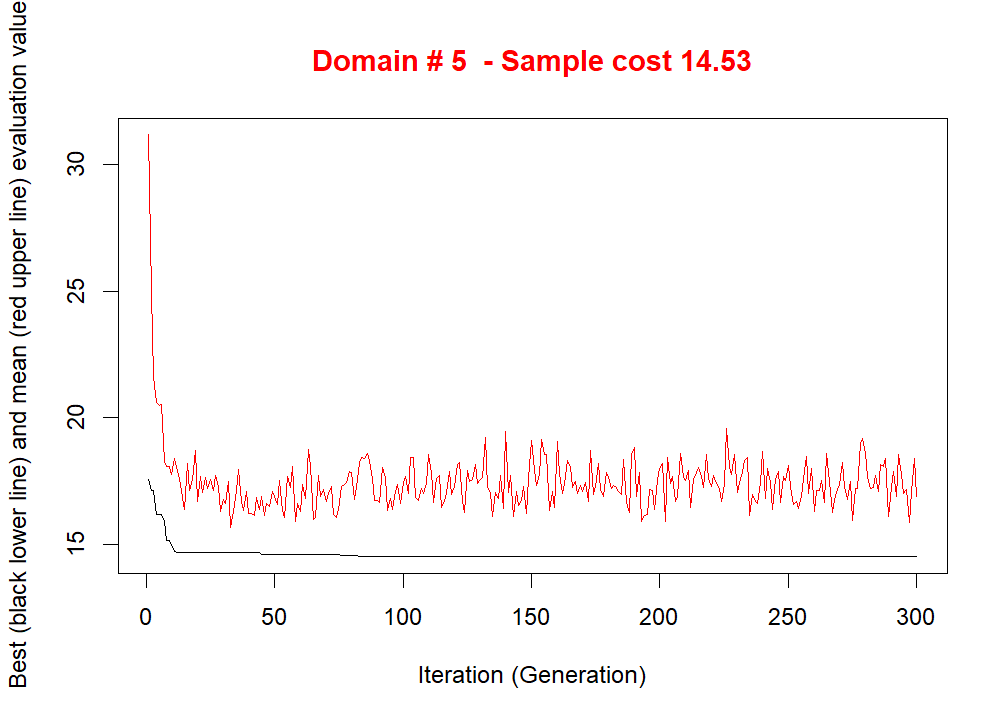 Domain # 5  - Sample cost 14.53
Best (black lower line) and mean (red upper line) evaluation value
30
25
20
15
0 50 100 150 200 250 300
Iteration (Generation)